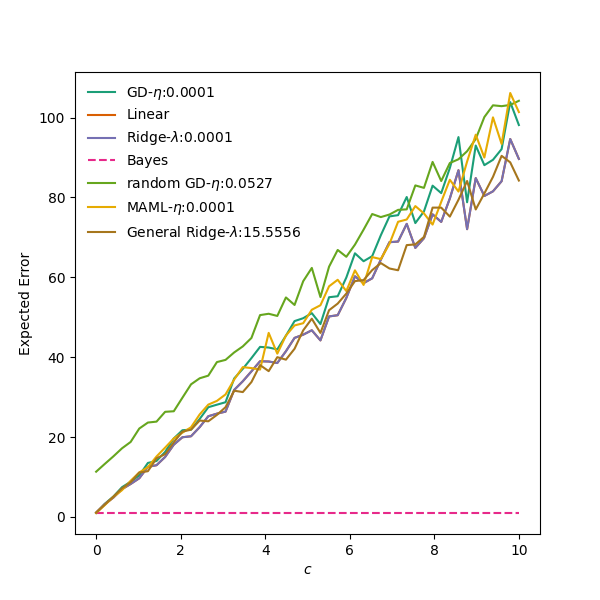 GD-η:0.0001
Linear
Ridge-λ:0.0001
Bayes
random GD-η:0.0527
MAML-η:0.0001
General Ridge-λ:15.5556
100
80
60
40
20
0
Expected Error
0 2 4 6 8 10
c